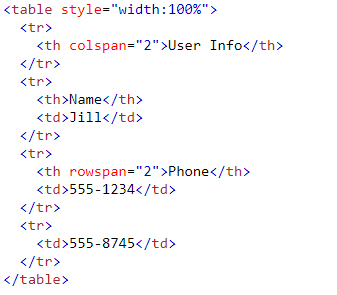 <table style="width:100%">
  <tr>
    <th colspan="2">User Info</th>
  </tr>
  <tr>
    <th>Name</th>
    <td>Jill</td>
  </tr>
  <tr>
    <th rowspan="2">Phone</th>
    <td>555-1234</td>
  </tr>
  <tr>
    <td>555-8745</td>
  </tr>
</table>